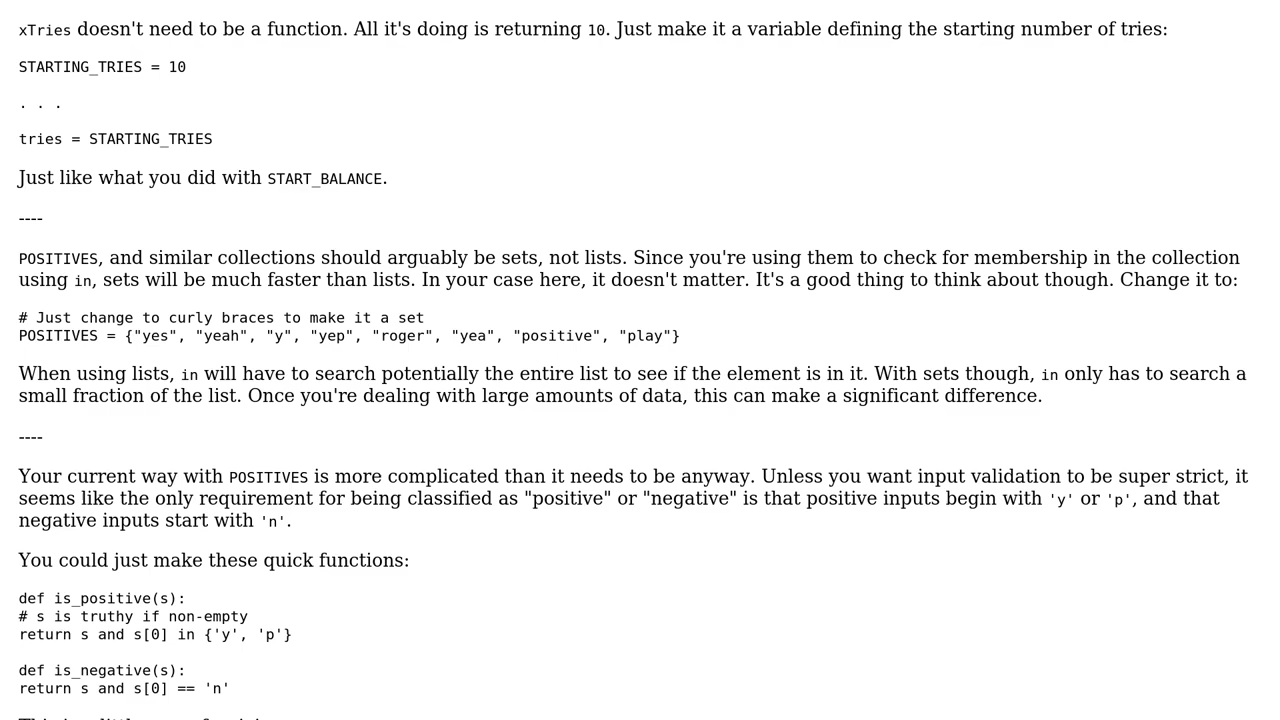 xTries doesn't need to be a function. All it's doing is returning 10. Just make it a variable defining the starting number of tries:
STARTING_TRIES = 10
. . .
tries = STARTING_TRIES
Just like what you did with START_BALANCE.
----
POSITIVES, and similar collections should arguably be sets, not lists. Since you're using them to check for membership in the collection
using in, sets will be much faster than lists. In your case here, it doesn't matter. It's a good thing to think about though. Change it to:
# Just change to curly braces to make it a set
POSITIVES = {"yes", "yeah", "y", "yep", "roger", "yea", "positive", "play"}
When using lists, in will have to search potentially the entire list to see if the element is in it. With sets though, in only has to search a
small fraction of the list. Once you're dealing with large amounts of data, this can make a significant difference.
----
Your current way with POSITIVES is more complicated than it needs to be anyway. Unless you want input validation to be super strict, it
seems like the only requirement for being classified as "positive" or "negative" is that positive inputs begin with 'y' or 'p', and that
negative inputs start with 'n'.
You could just make these quick functions:
def is_positive(s):
# s is truthy if non-empty
return s and s[0] in {'y', 'p'}
def is_negative(s):
return s and s[0] == 'n'